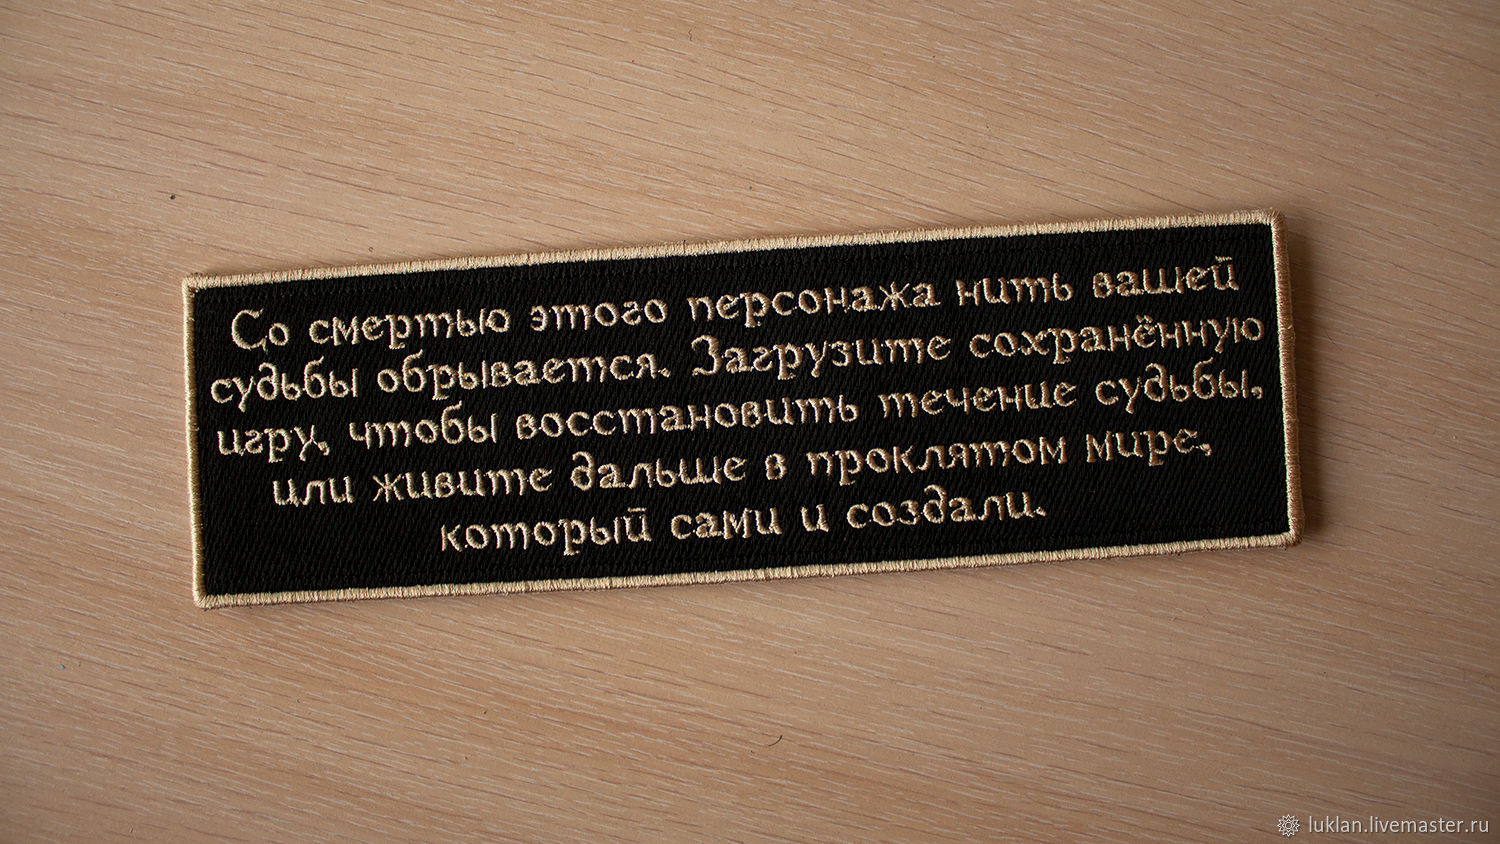 Со смертью этого персонажа нить вашей
судьбы обрывается. Загрузите сохранённую
игру, чтобы восстановить течение судьбы,
или живите дальше в проклятом мире,
который сами и создали.
luklan.livemaster.ru